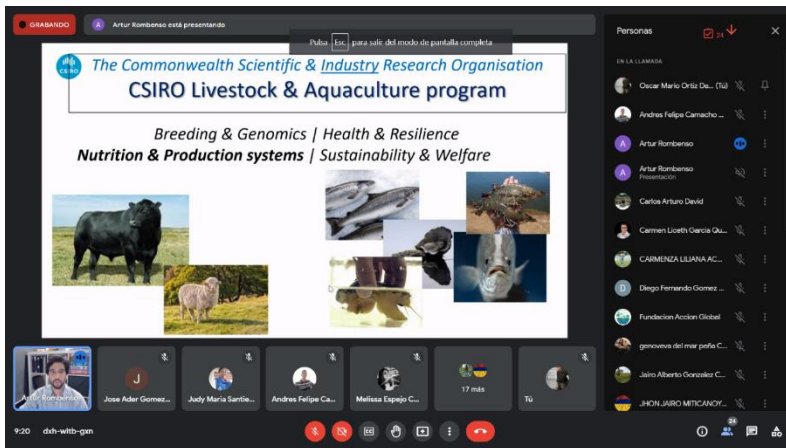 GRABANDO
A Artur Rombenso está presentando
Pulsa Esc para salir del modo de pantalla completa
CSIRO
The Commonwealth Scientific & Industry Research Organisation
CSIRO Livestock & Aquaculture program
Breeding & Genomics | Health & Resilience
Nutrition & Production systems | Sustainability & Welfare
Personas
24
EN LA LLAMADA
Oscar Mario Ortiz De... (Tú)
Andres Felipe Camacho ...
A Artur Rombenso
A Artur Rombenso
Presentación
Carlos Arturo David
Carmen Liceth Garcia Qu...
CARMENZA LILIANA AC...
D Diego Fernando Gomez ...
Fundacion Accion Global
genoveva del mar peña C...
Jairo Alberto Gonzalez C...
JHON JAIRO MITICANOY...
Artur Rombenso
J
Jose Ader Gomez...
Judy Maria Santie...
Andres Felipe Ca...
Melissa Espejo C...
17 más
Tú
9:20 dxh-witb-gxn
24